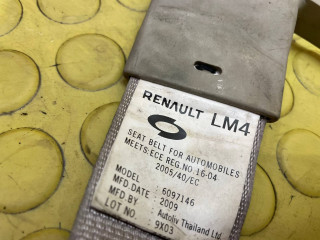 RENAULT LM4
SEAT BELT FOR AUTOMOBILES
MEETS:ECE REG.NO.16-04
2005/40/EC
MODEL : 6097146
MFD DATE : 2009
MFD BY : Autoliv Thailand Ltd
LOT NO. : 9X03